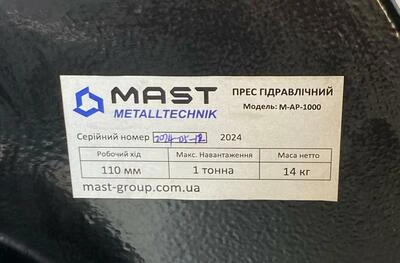 MAST
METALLTECHNIK
ПРЕС ГІДРАВЛІЧНИЙ
Модель: M-AP-1000
Серійний номер 2024-05-12 2024
Робочий хід Макс. Навантаження Маса нетто
110 мм 1 тонна 14 кг
mast-group.com.ua